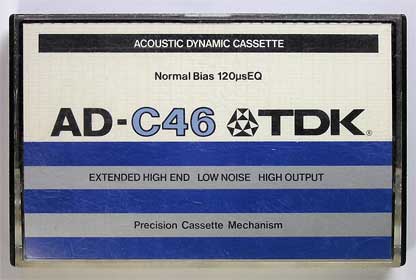 ACOUSTIC DYNAMIC CASSETTE
Normal Bias 120µsEQ
AD-C46 TDK®
EXTENDED HIGH END LOW NOISE HIGH OUTPUT
Precision Cassette Mechanism